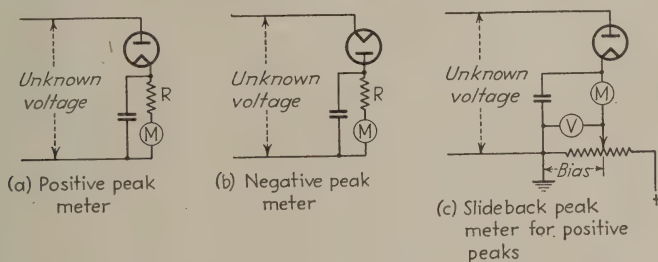 Unknown
voltage
R
M
(a) Positive peak
meter
Unknown
voltage
R
M
(b) Negative peak
meter
Unknown
voltage
M
V
Bias
+
(c) Slideback peak
meter for positive
peaks